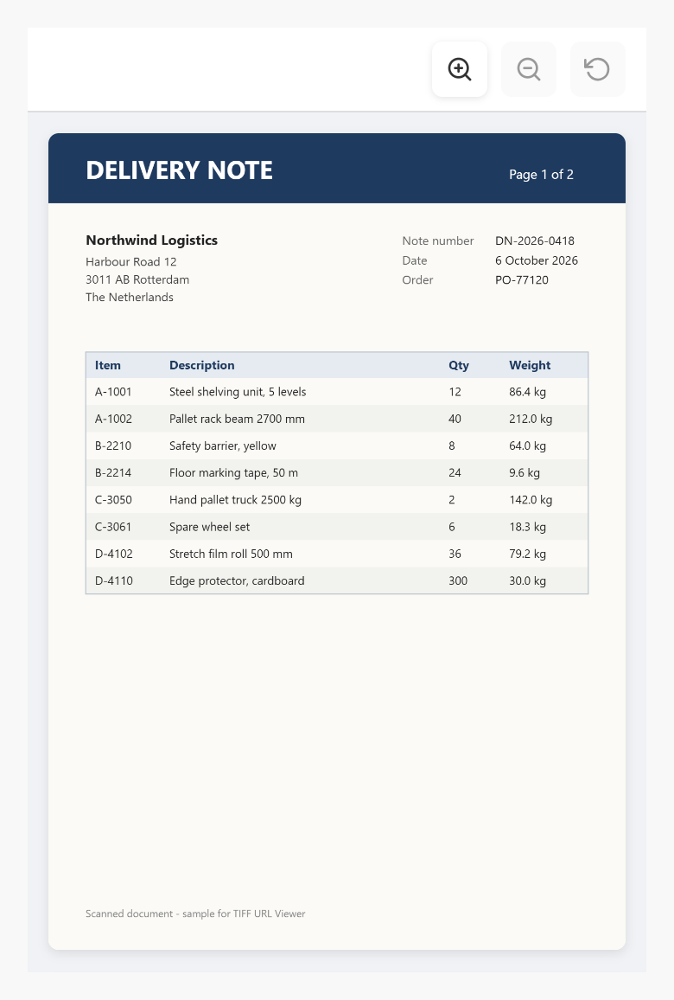 DELIVERY NOTE
Page 1 of 2
Northwind Logistics
Harbour Road 12
3011 AB Rotterdam
The Netherlands
Note number DN-2026-0418
Date 6 October 2026
Order PO-77120
Item Description Qty Weight
A-1001 Steel shelving unit, 5 levels 12 86.4 kg
A-1002 Pallet rack beam 2700 mm 40 212.0 kg
B-2210 Safety barrier, yellow 8 64.0 kg
B-2214 Floor marking tape, 50 m 24 9.6 kg
C-3050 Hand pallet truck 2500 kg 2 142.0 kg
C-3061 Spare wheel set 6 18.3 kg
D-4102 Stretch film roll 500 mm 36 79.2 kg
D-4110 Edge protector, cardboard 300 30.0 kg
Scanned document - sample for TIFF URL Viewer